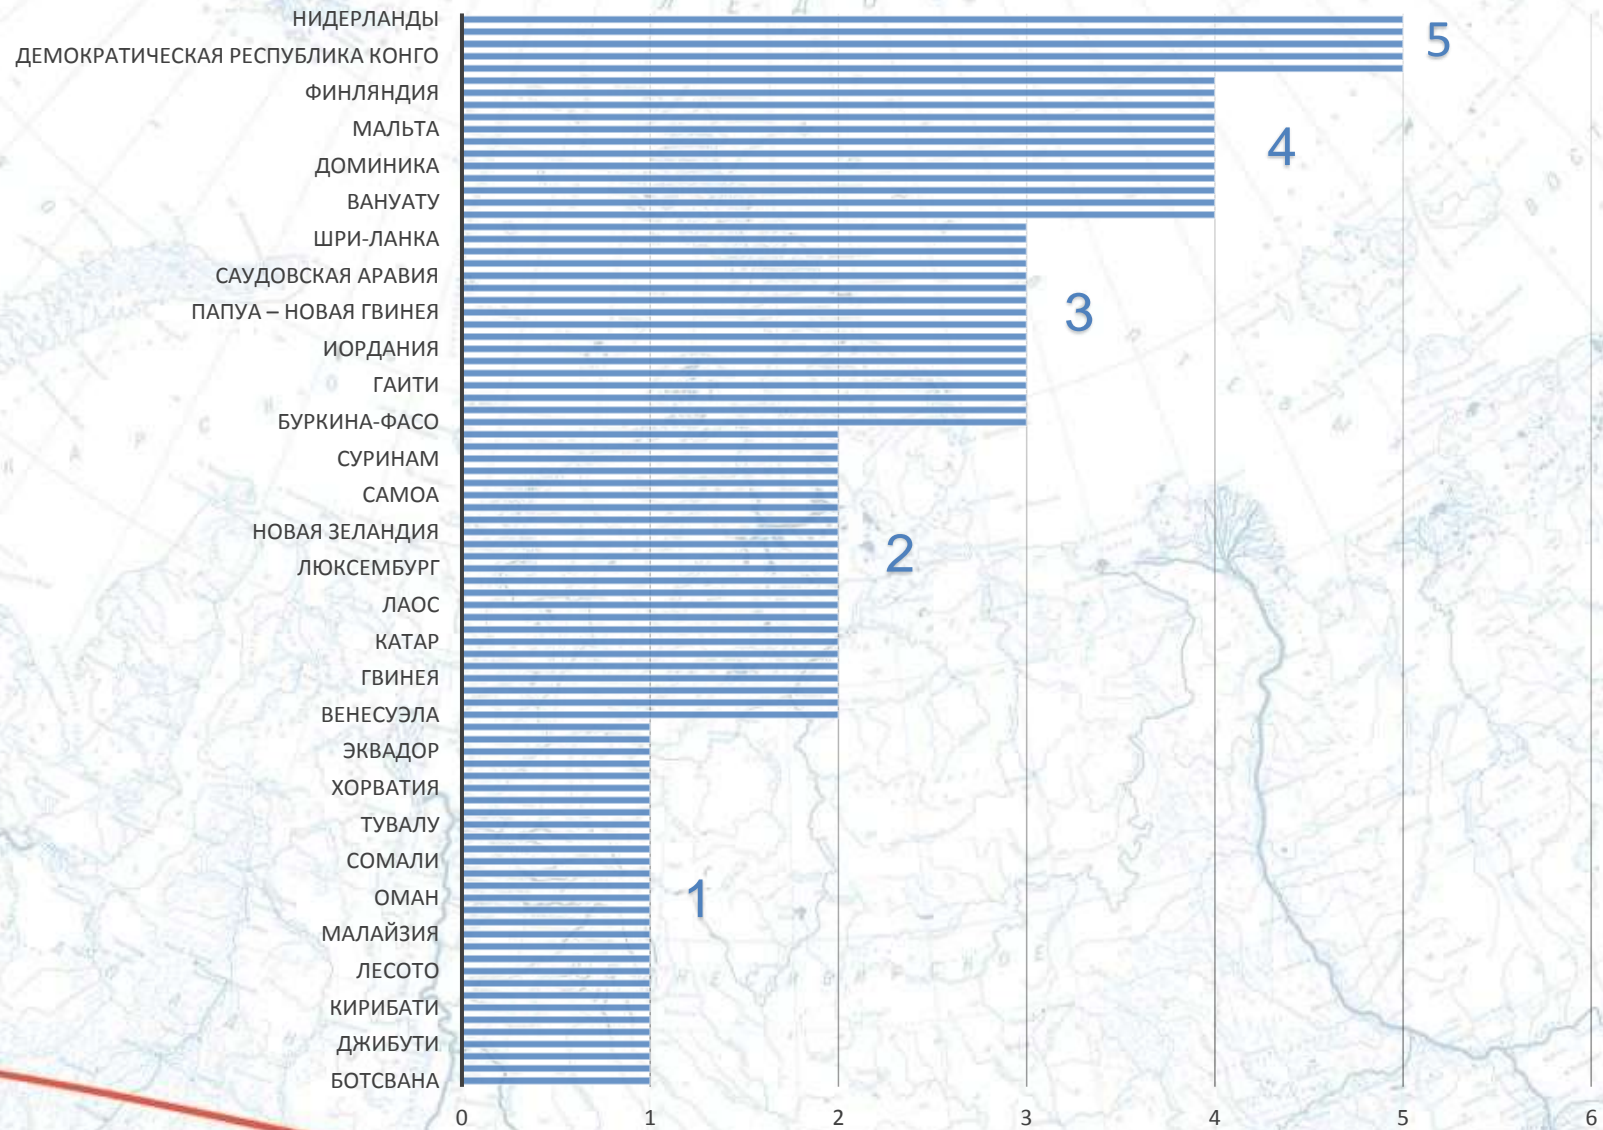 НИДЕРЛАНДЫ
ДЕМОКРАТИЧЕСКАЯ РЕСПУБЛИКА КОНГО
ФИНЛЯНДИЯ
МАЛЬТА
ДОМИНИКА
ВАНУАТУ
ШРИ-ЛАНКА
САУДОВСКАЯ АРАВИЯ
ПАПУА – НОВАЯ ГВИНЕЯ
ИОРДАНИЯ
ГАИТИ
БУРКИНА-ФАСО
СУРИНАМ
САМОА
НОВАЯ ЗЕЛАНДИЯ
ЛЮКСЕМБУРГ
ЛАОС
КАТАР
ГВИНЕЯ
ВЕНЕСУЭЛА
ЭКВАДОР
ХОРВАТИЯ
ТУВАЛУ
СОМАЛИ
ОМАН
МАЛАЙЗИЯ
ЛЕСОТО
КИРИБАТИ
ДЖИБУТИ
БОТСВАНА
5
4
3
2
1
0 1 2 3 4 5 6